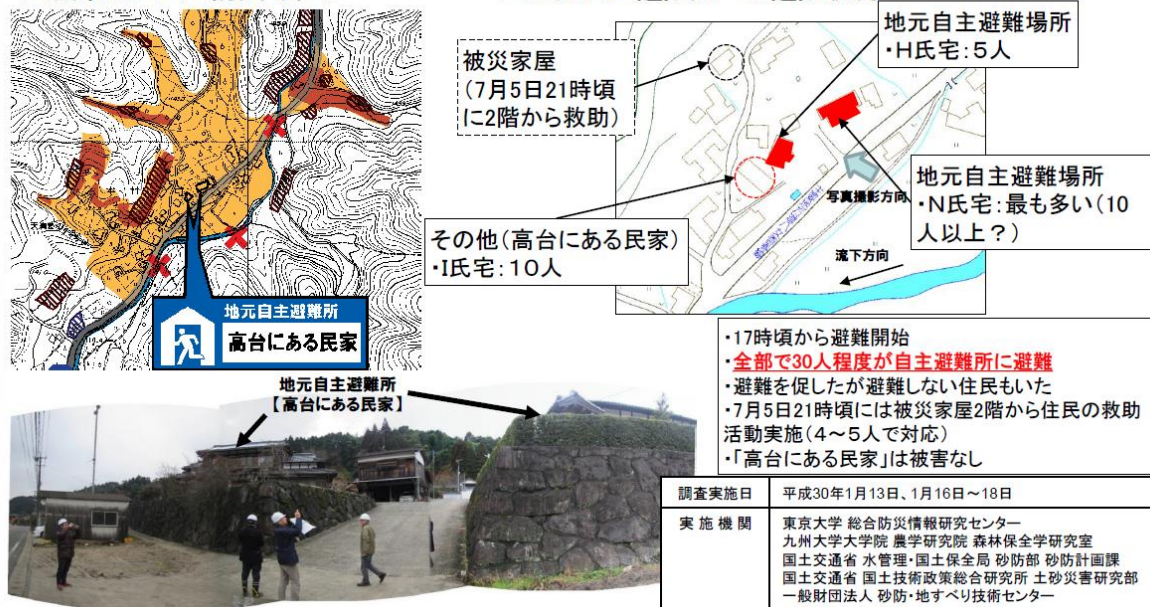 被災家屋
(7月5日21時頃
に2階から救助)
地元自主避難場所
・H氏宅：5人
地元自主避難場所
・N氏宅：最も多い(10
人以上？)
写真撮影方向
流下方向
その他(高台にある民家)
・I氏宅：10人
地元自主避難所
高台にある民家
地元自主避難所
【高台にある民家】
・17時頃から避難開始
・全部で30人程度が自主避難所に避難
・避難を促したが避難しない住民もいた
・7月5日21時頃には被災家屋2階から住民の救助
活動実施(4～5人で対応)
・「高台にある民家」は被害なし
調査実施日 平成30年1月13日、1月16日～18日
実施機関 東京大学 総合防災情報研究センター
九州大学大学院 農学研究院 森林保全学研究室
国土交通省 水管理・国土保全局 砂防部 砂防計画課
国土交通省 国土技術政策総合研究所 土砂災害研究部
一般財団法人 砂防・地すべり技術センター